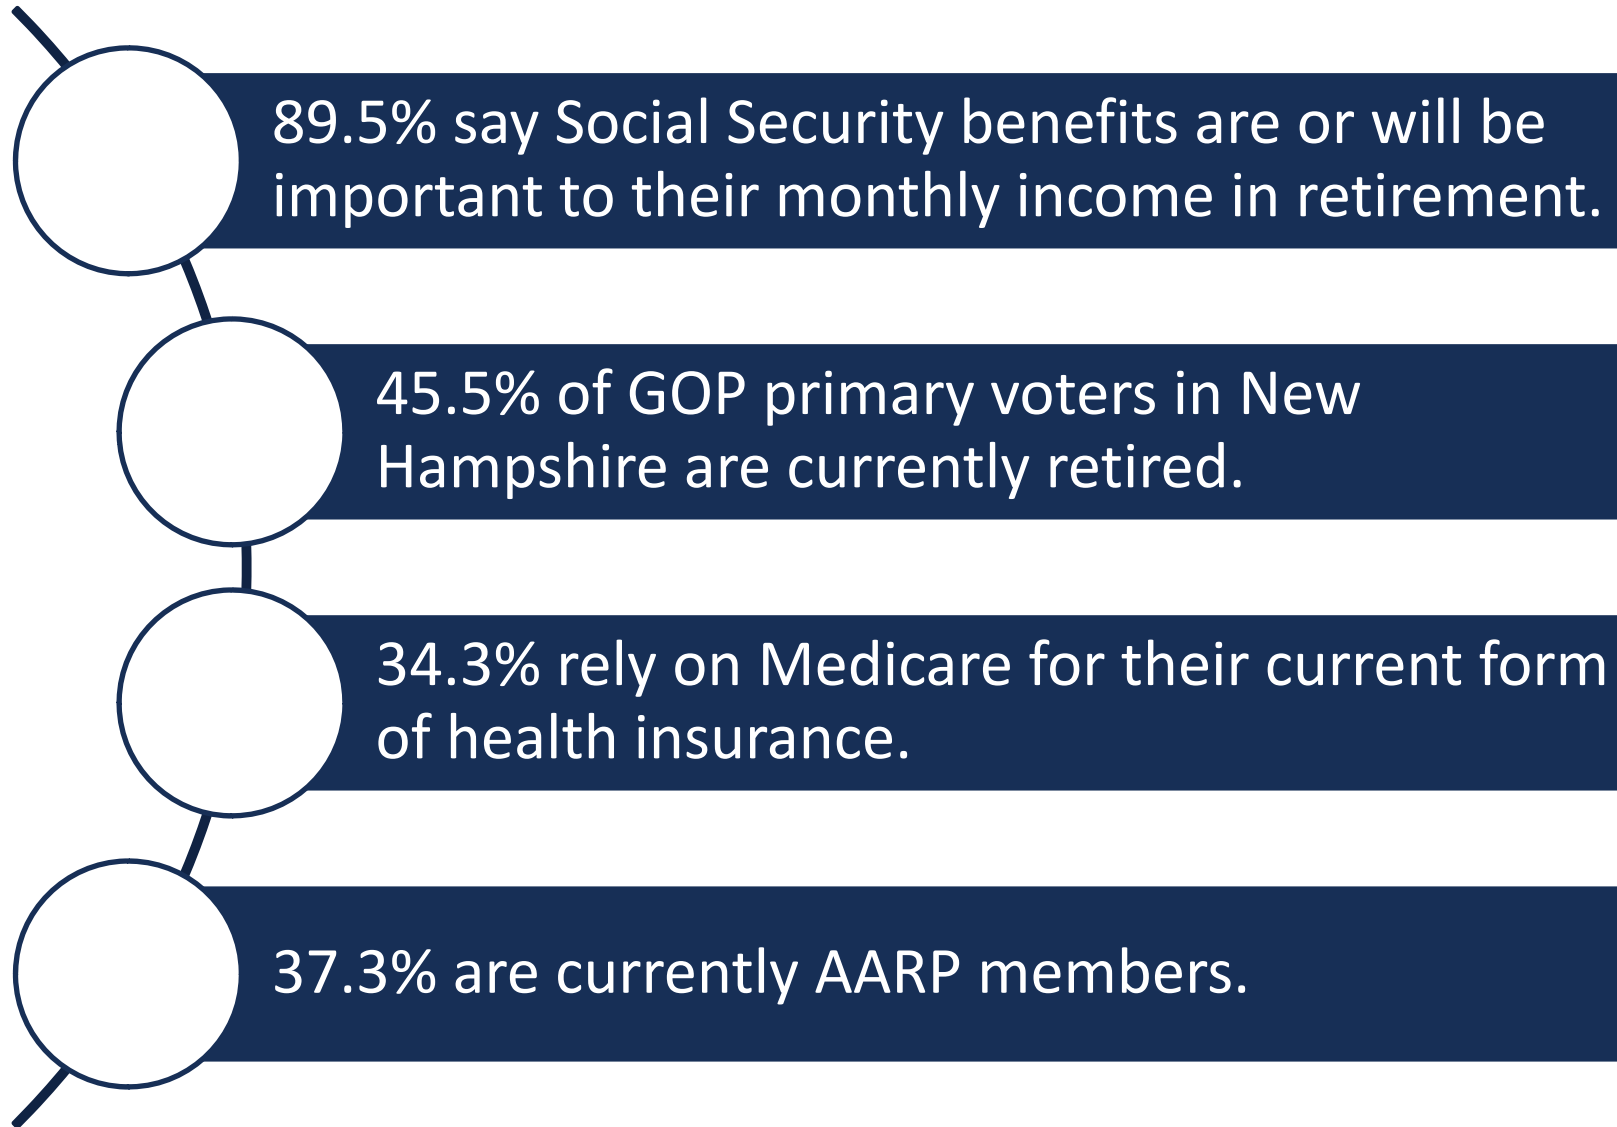 89.5% say Social Security benefits are or will be
important to their monthly income in retirement.
45.5% of GOP primary voters in New
Hampshire are currently retired.
34.3% rely on Medicare for their current form
of health insurance.
37.3% are currently AARP members.